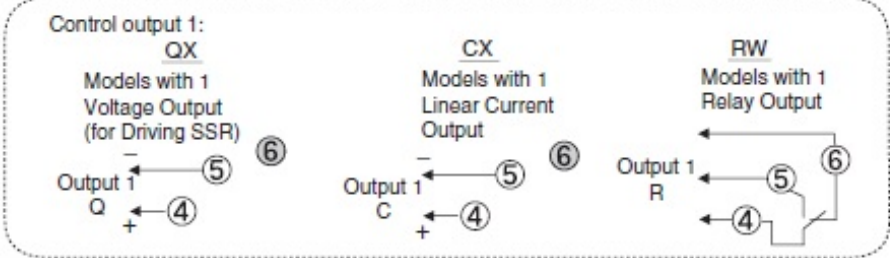 Control output 1:
QX
Models with 1
Voltage Output
(for Driving SSR)
−
⑤
⑥
Output 1
Q
④
+
CX
Models with 1
Linear Current
Output
−
⑤
⑥
Output 1
C
④
+
RW
Models with 1
Relay Output
⑥
Output 1
R
⑤
④